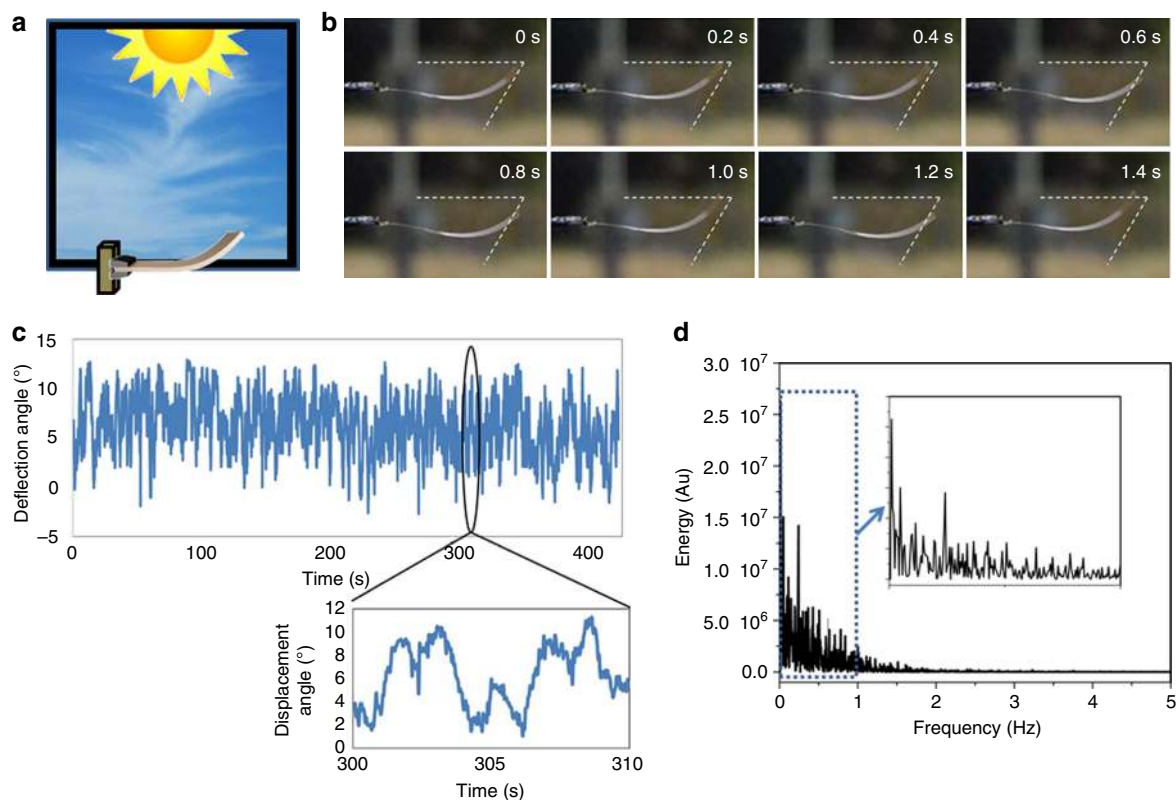 a
b
0 s
0.2 s
0.4 s
0.6 s
0.8 s
1.0 s
1.2 s
1.4 s
c
15
10
5
0
–5
Deflection angle (°)
0 100 200 300 400
Time (s)
12
10
8
6
4
2
0
Displacement
angle (°)
300 305 310
Time (s)
d
3.0 10⁷
2.5 10⁷
2.0 10⁷
1.5 10⁷
1.0 10⁷
5.0 10⁶
0.0
Energy (Au)
0 1 2 3 4 5
Frequency (Hz)